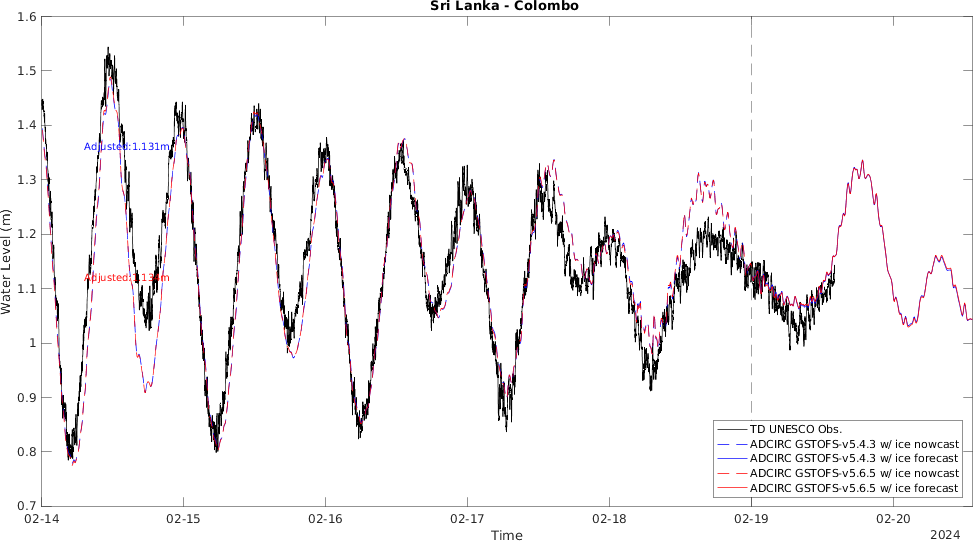 Sri Lanka - Colombo
1.6
1.5
1.4
1.3
1.2
1.1
1
0.9
0.8
0.7
Water Level (m)
Adjusted:1.131m
02-14
02-15
02-16
02-17
02-18
02-19
02-20
Time
2024
TD UNESCO Obs.
ADCIRC GSTOFS-v5.4.3 w/ ice nowcast
ADCIRC GSTOFS-v5.4.3 w/ ice forecast
ADCIRC GSTOFS-v5.6.5 w/ ice nowcast
ADCIRC GSTOFS-v5.6.5 w/ ice forecast